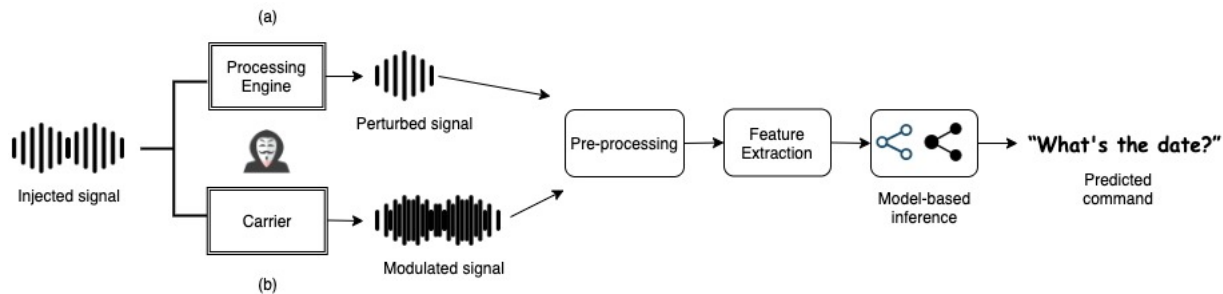 (a)
Processing
Engine
Perturbed signal
Injected signal
Carrier
Modulated signal
(b)
Pre-processing
Feature
Extraction
Model-based
inference
“What's the date?”
Predicted
command